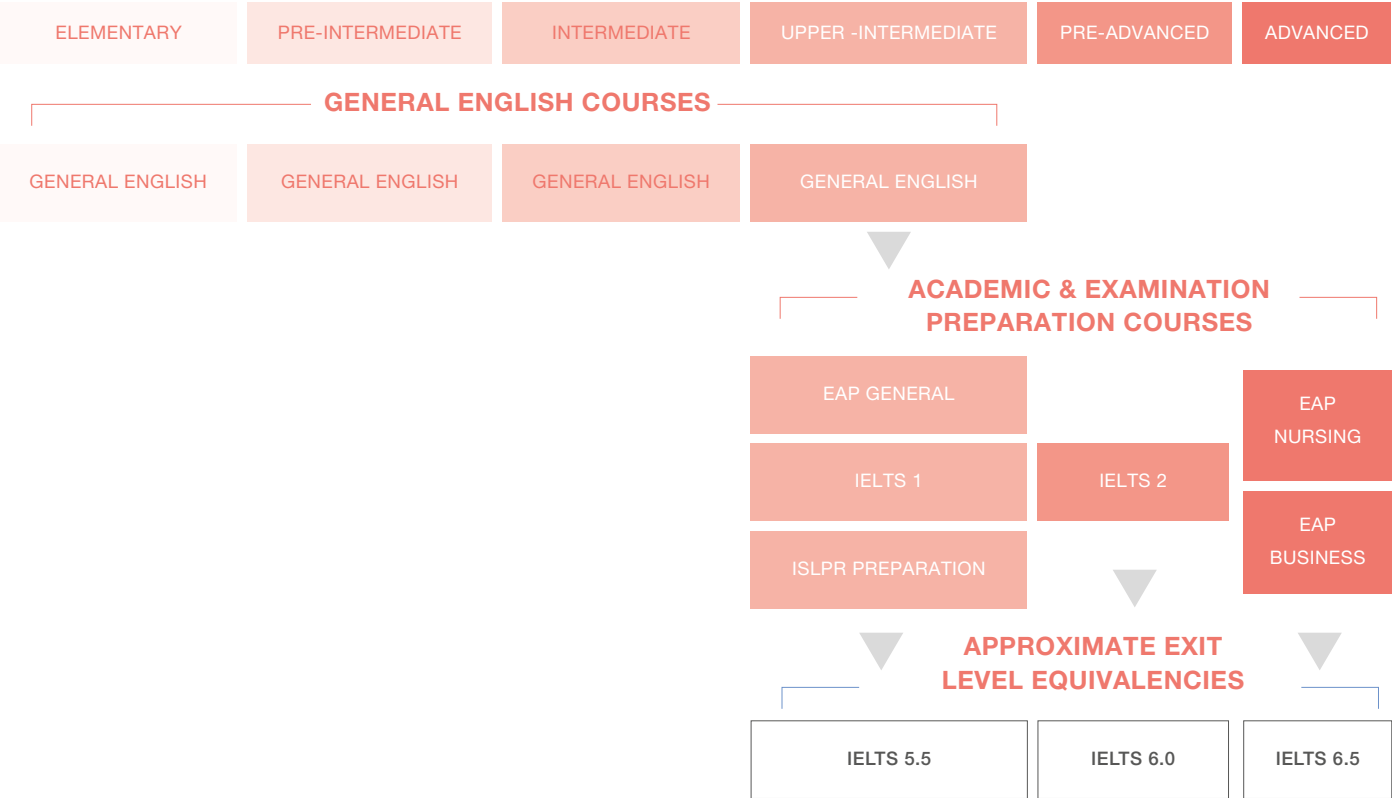 ELEMENTARY
PRE-INTERMEDIATE
INTERMEDIATE
UPPER -INTERMEDIATE
PRE-ADVANCED
ADVANCED
GENERAL ENGLISH COURSES
GENERAL ENGLISH
GENERAL ENGLISH
GENERAL ENGLISH
GENERAL ENGLISH
ACADEMIC & EXAMINATION
PREPARATION COURSES
EAP GENERAL
IELTS 1
ISLPR PREPARATION
IELTS 2
EAP
NURSING
EAP
BUSINESS
APPROXIMATE EXIT
LEVEL EQUIVALENCIES
IELTS 5.5
IELTS 6.0
IELTS 6.5